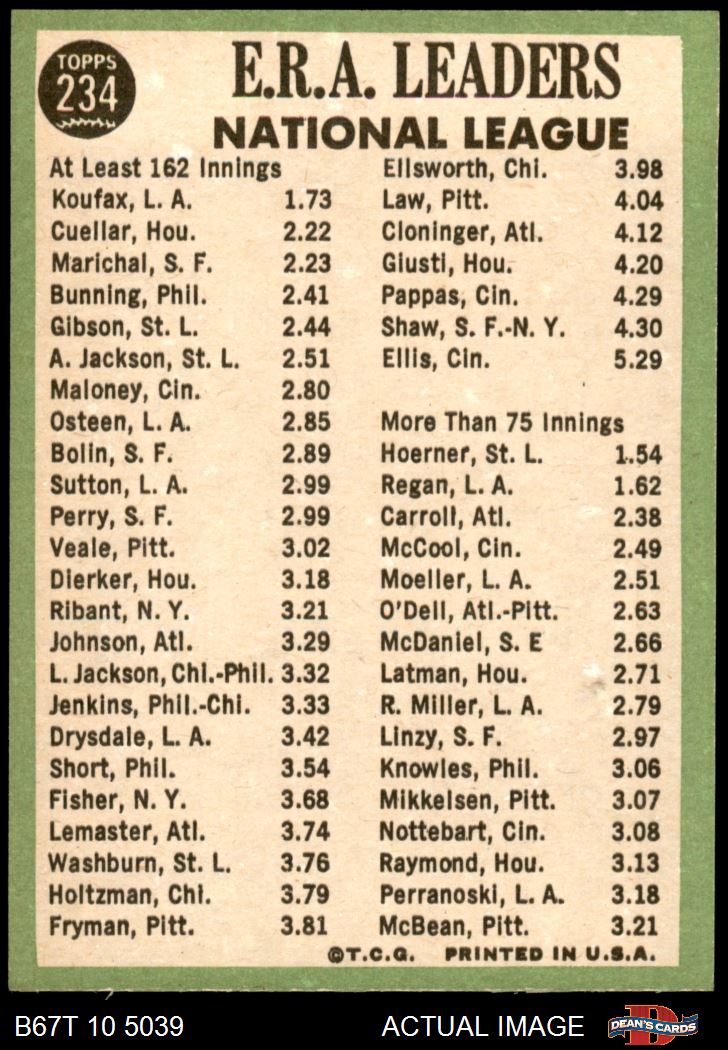 TOPPS
234
E.R.A. LEADERS
NATIONAL LEAGUE
At Least 162 Innings
Koufax, L. A. 1.73
Cuellar, Hou. 2.22
Marichal, S. F. 2.23
Bunning, Phil. 2.41
Gibson, St. L. 2.44
A. Jackson, St. L. 2.51
Maloney, Cin. 2.80
Osteen, L. A. 2.85
Bolin, S. F. 2.89
Sutton, L. A. 2.99
Perry, S. F. 2.99
Veale, Pitt. 3.02
Dierker, Hou. 3.18
Ribant, N. Y. 3.21
Johnson, Atl. 3.29
L. Jackson, Chi.-Phil. 3.32
Jenkins, Phil.-Chi. 3.33
Drysdale, L. A. 3.42
Short, Phil. 3.54
Fisher, N. Y. 3.68
Lemaster, Atl. 3.74
Washburn, St. L. 3.76
Holtzman, Chi. 3.79
Fryman, Pitt. 3.81
Ellsworth, Chi. 3.98
Law, Pitt. 4.04
Cloninger, Atl. 4.12
Giusti, Hou. 4.20
Pappas, Cin. 4.29
Shaw, S. F.-N. Y. 4.30
Ellis, Cin. 5.29
More Than 75 Innings
Hoerner, St. L. 1.54
Regan, L. A. 1.62
Carroll, Atl. 2.38
McCool, Cin. 2.49
Moeller, L. A. 2.51
O'Dell, Atl.-Pitt. 2.63
McDaniel, S. E 2.66
Latman, Hou. 2.71
R. Miller, L. A. 2.79
Linzy, S. F. 2.97
Knowles, Phil. 3.06
Mikkelsen, Pitt. 3.07
Nottebart, Cin. 3.08
Raymond, Hou. 3.13
Perranoski, L. A. 3.18
McBean, Pitt. 3.21
©T.C.G. PRINTED IN U.S.A.
B67T 10 5039
ACTUAL IMAGE
D
DEAN'S CARDS